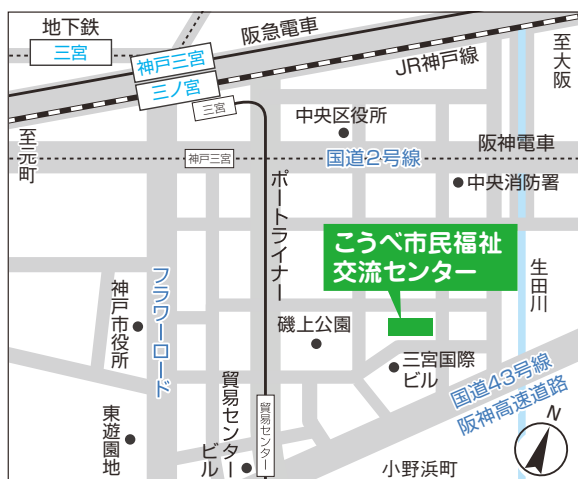 地下鉄
三宮
阪急電車
神戸三宮
三ノ宮
JR神戸線
至大阪
三宮
中央区役所
至元町
神戸三宮
国道2号線
阪神電車
中央消防署
ポートライナー
こうべ市民福祉
交流センター
生田川
フラワーロード
神戸市役所
磯上公園
三宮国際
ビル
国道43号線
阪神高速道路
貿易センター
ビル
貿易センター
東遊園地
小野浜町
N